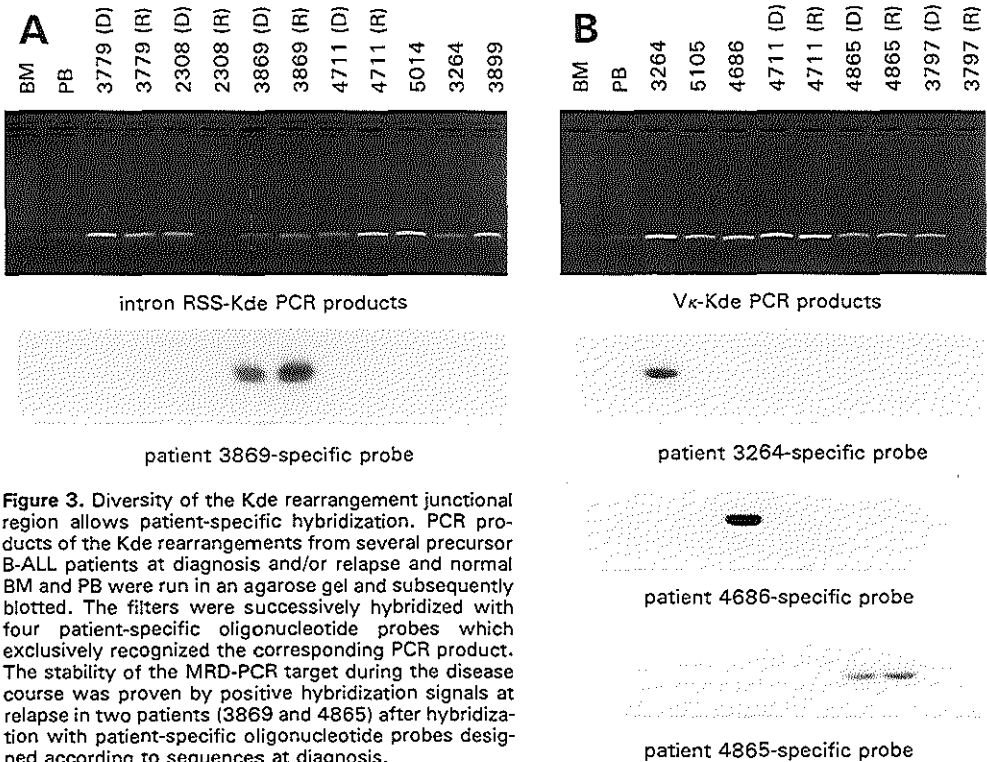 A
BM
PB
3779 (D)
3779 (R)
2308 (D)
2308 (R)
3869 (D)
3869 (R)
4711 (D)
4711 (R)
5014
3264
3899
intron RSS-Kde PCR products
patient 3869-specific probe
Figure 3. Diversity of the Kde rearrangement junctional
region allows patient-specific hybridization. PCR pro-
ducts of the Kde rearrangements from several precursor
B-ALL patients at diagnosis and/or relapse and normal
BM and PB were run in an agarose gel and subsequently
blotted. The filters were successively hybridized with
four patient-specific oligonucleotide probes which
exclusively recognized the corresponding PCR product.
The stability of the MRD-PCR target during the disease
course was proven by positive hybridization signals at
relapse in two patients (3869 and 4865) after hybridiza-
tion with patient-specific oligonucleotide probes desig-
ned according to sequences at diagnosis.
B
BM
PB
3264
5105
4686
4711 (D)
4711 (R)
4865 (D)
4865 (R)
3797 (D)
3797 (R)
Vκ-Kde PCR products
patient 3264-specific probe
patient 4686-specific probe
patient 4865-specific probe